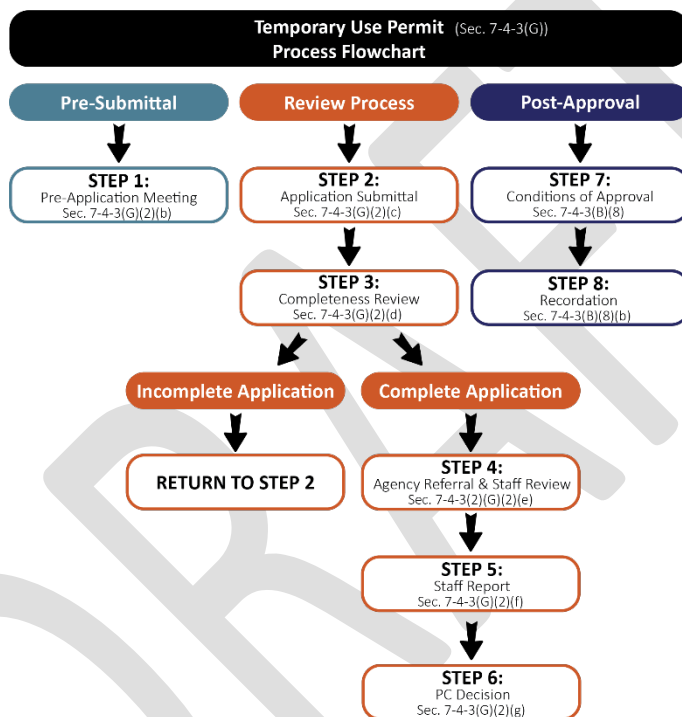 Temporary Use Permit (Sec. 7-4-3(G))
Process Flowchart
Pre-Submittal
Review Process
Post-Approval
STEP 1:
Pre-Application Meeting
Sec. 7-4-3(G)(2)(b)
STEP 2:
Application Submittal
Sec. 7-4-3(G)(2)(c)
STEP 7:
Conditions of Approval
Sec. 7-4-3(B)(8)
STEP 3:
Completeness Review
Sec. 7-4-3(G)(2)(d)
STEP 8:
Recordation
Sec. 7-4-3(B)(8)(b)
Incomplete Application
Complete Application
RETURN TO STEP 2
STEP 4:
Agency Referral & Staff Review
Sec. 7-4-3(2)(G)(2)(e)
STEP 5:
Staff Report
Sec. 7-4-3(G)(2)(f)
STEP 6:
PC Decision
Sec. 7-4-3(G)(2)(g)
DRAFT